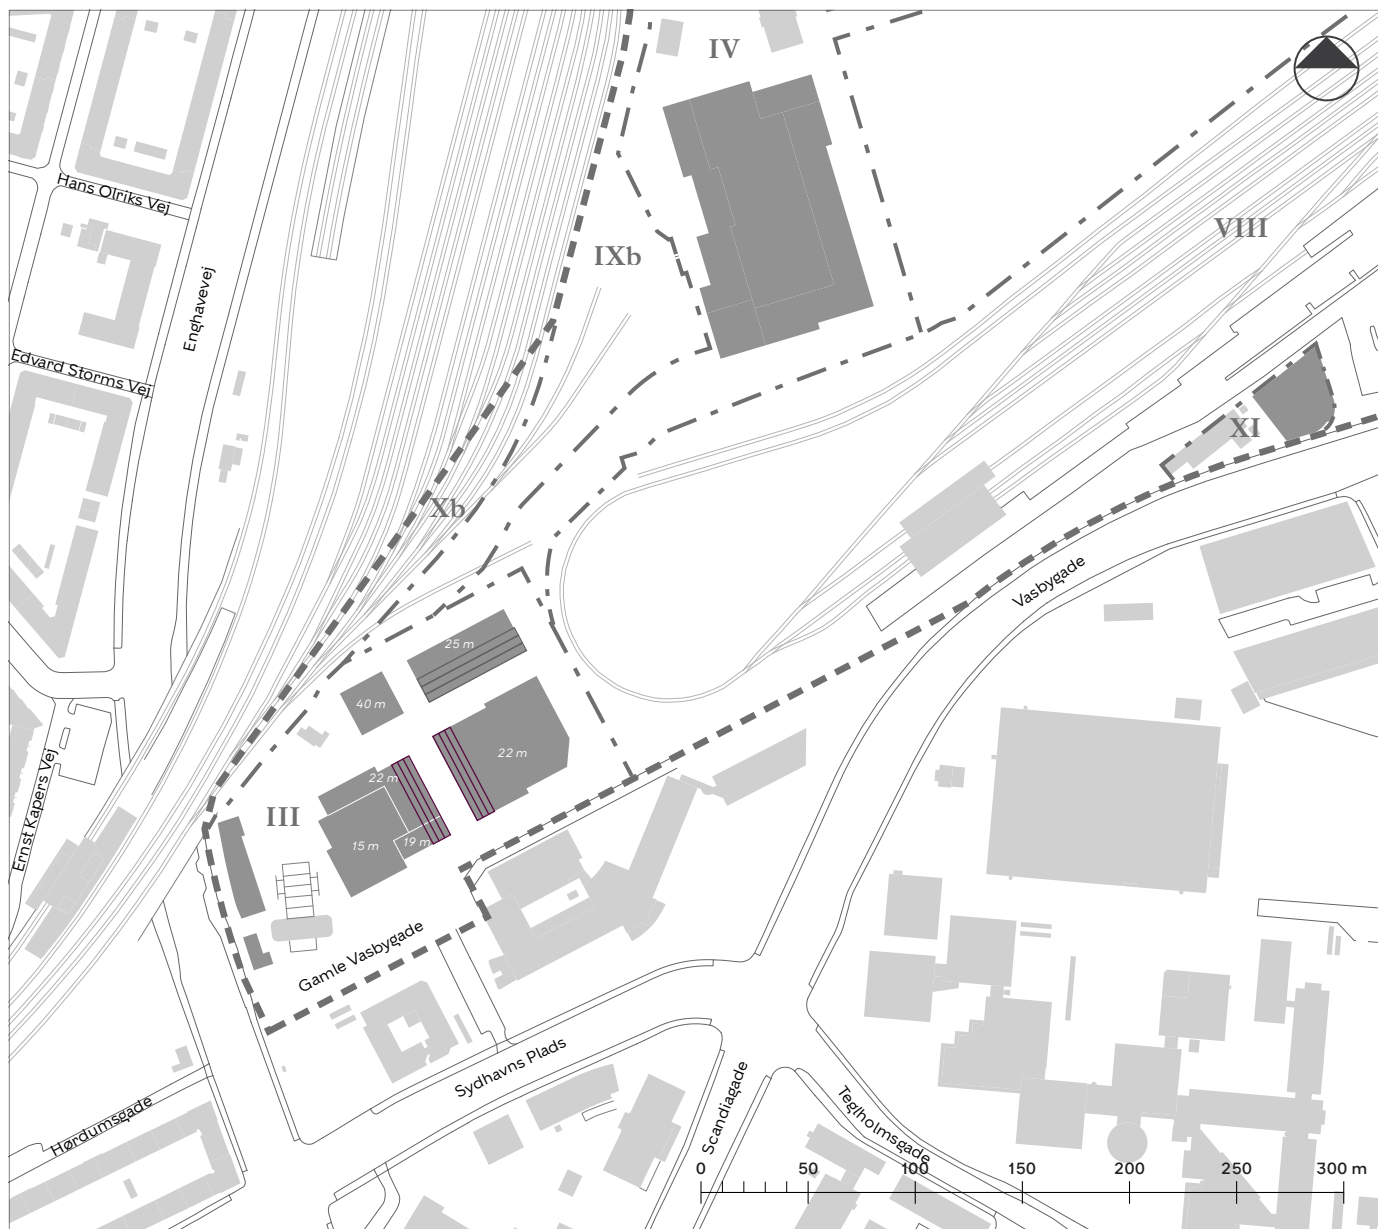 IV
VIII
Hans Olriks Vej
IXb
Enghavevej
Edvard Storms Vej
XI
Xb
Vasbygade
25 m
40 m
22 m
22 m
Ernst Kapers Vej
III
15 m
19 m
Gamle Vasbygade
Sydhavns Plads
Scandiagade
Teglholmsgade
Hørdumsgade
0 50 100 150 200 250 300 m